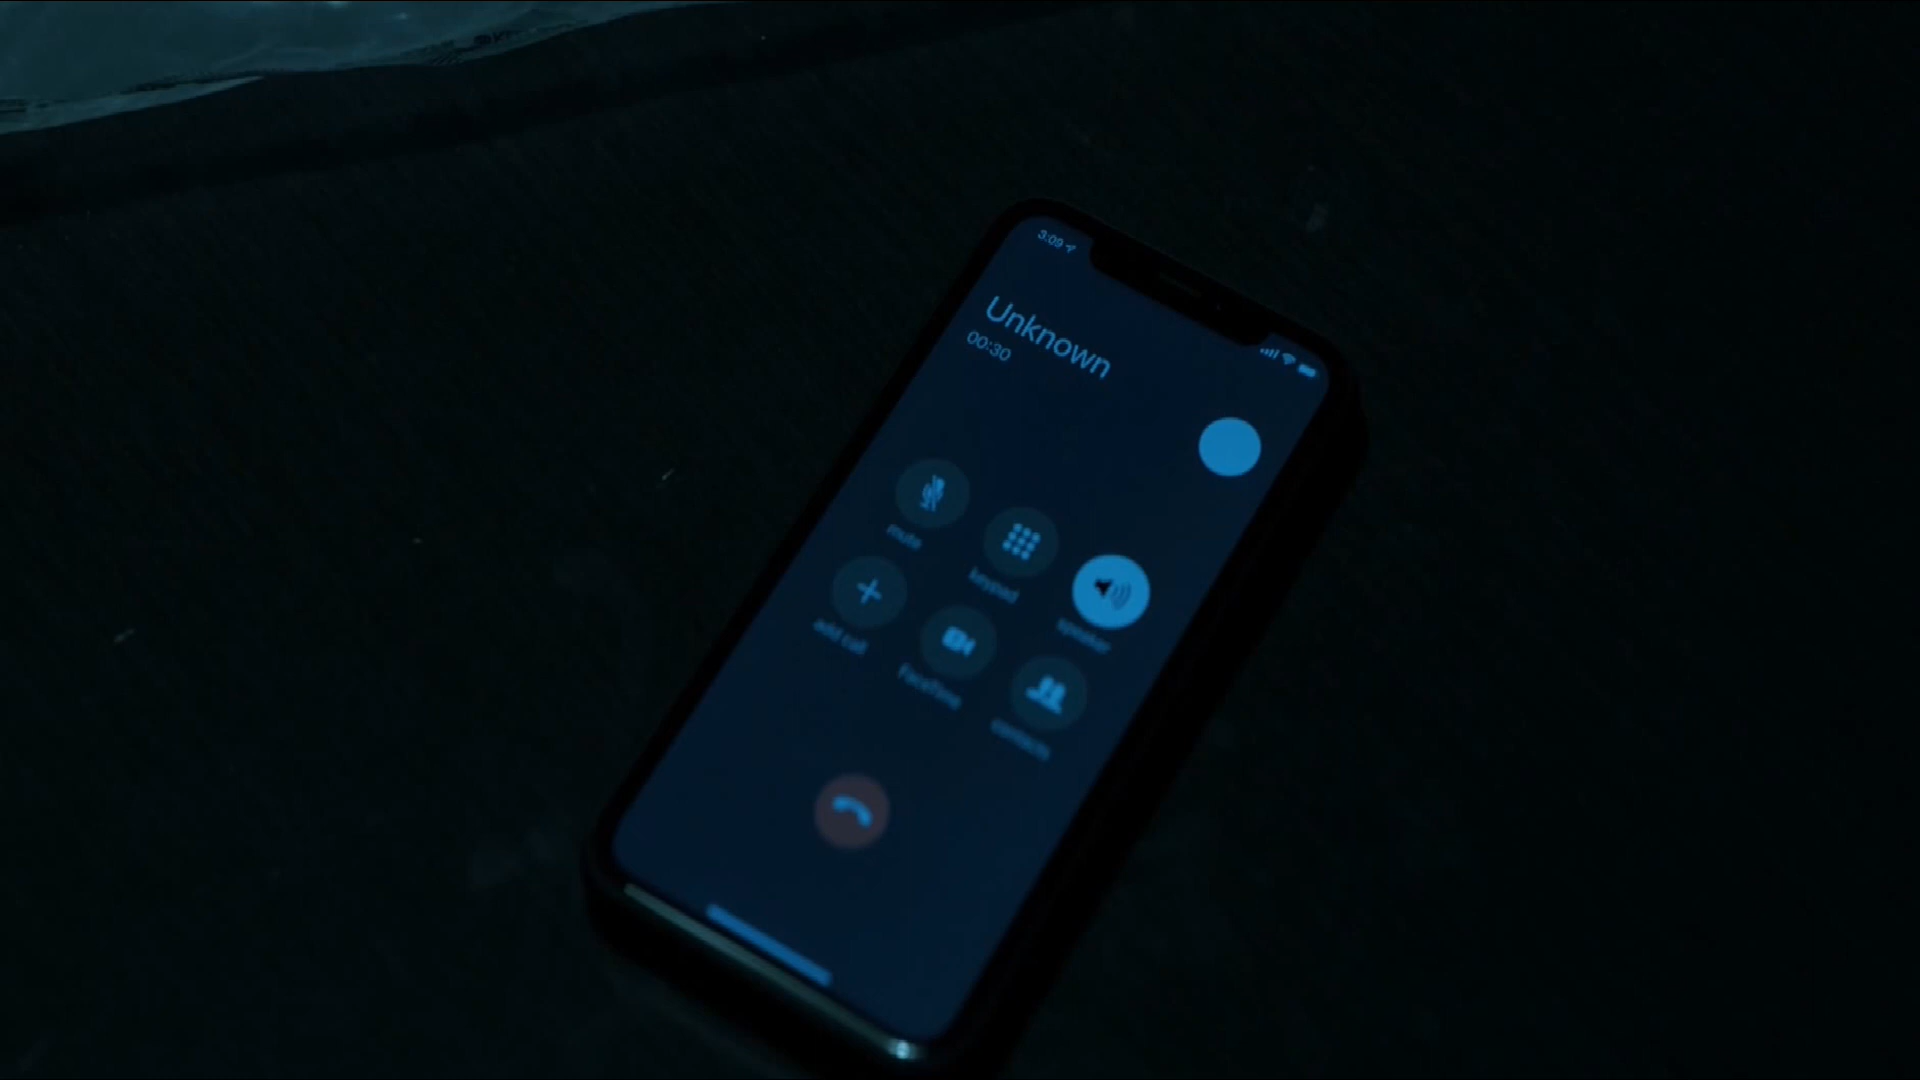 3:09
Unknown
00:30
mute
keypad
speaker
add call
FaceTime
contacts